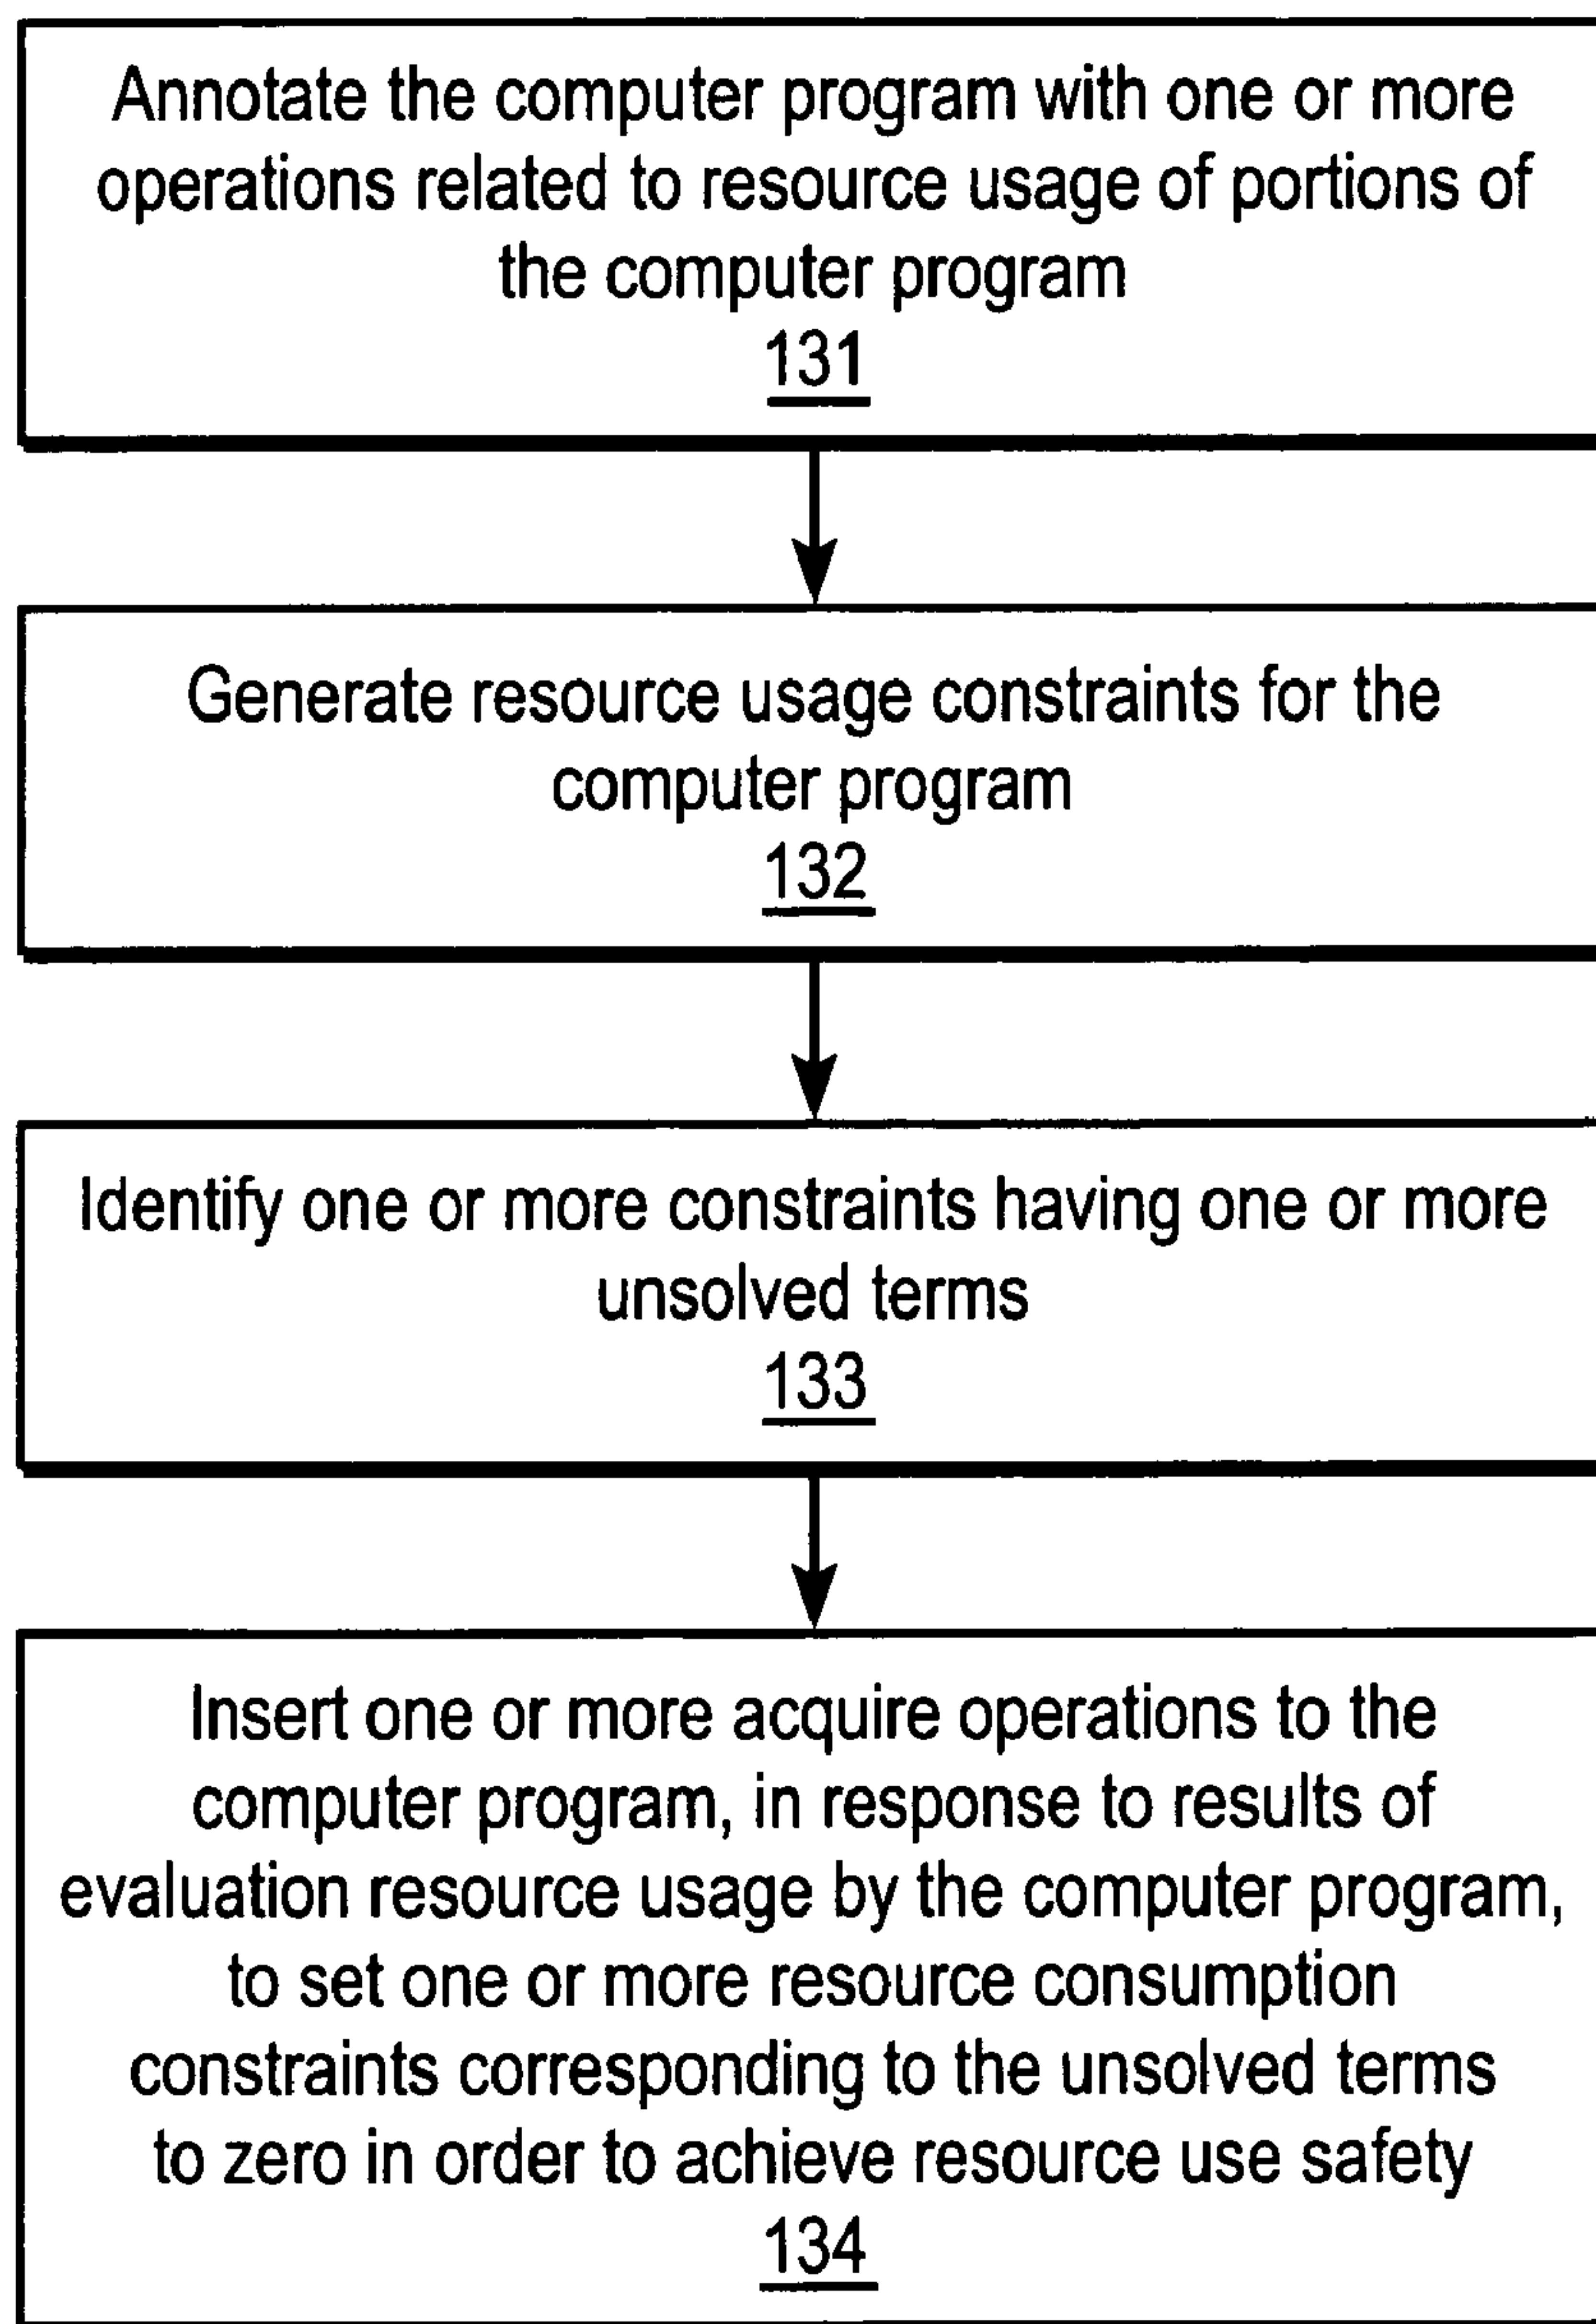 Annotate the computer program with one or more
operations related to resource usage of portions of
the computer program
131
Generate resource usage constraints for the
computer program
132
Identify one or more constraints having one or more
unsolved terms
133
Insert one or more acquire operations to the
computer program, in response to results of
evaluation resource usage by the computer program,
to set one or more resource consumption
constraints corresponding to the unsolved terms
to zero in order to achieve resource use safety
134